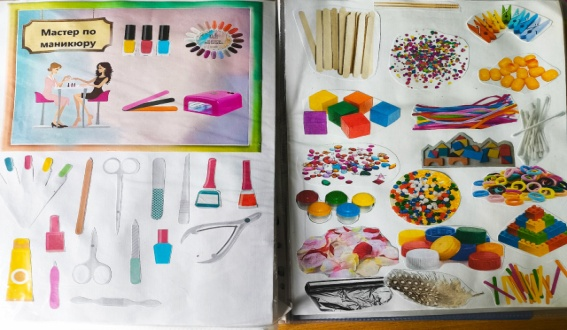 Мастер по
маникюру